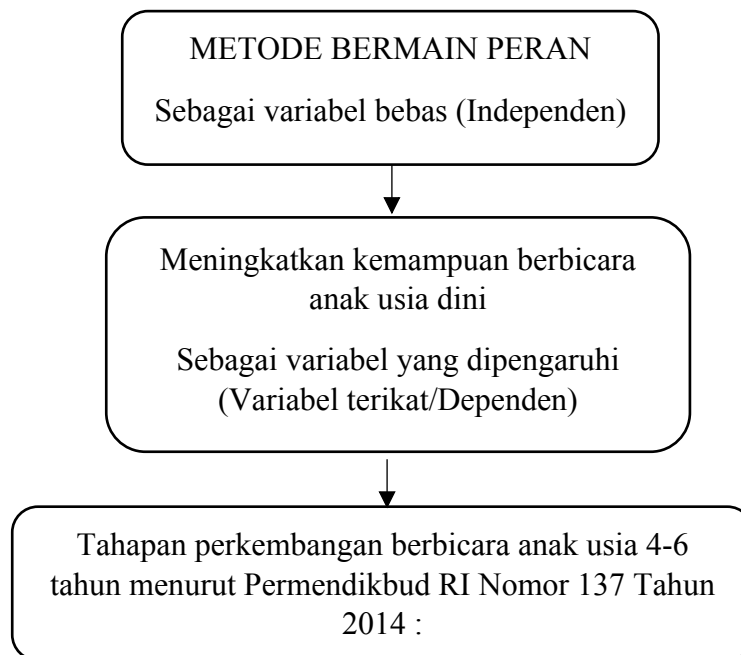 METODE BERMAIN PERAN
Sebagai variabel bebas (Independen)
Meningkatkan kemampuan berbicara
anak usia dini
Sebagai variabel yang dipengaruhi
(Variabel terikat/Dependen)
Tahapan perkembangan berbicara anak usia 4-6
tahun menurut Permendikbud RI Nomor 137 Tahun
2014 :